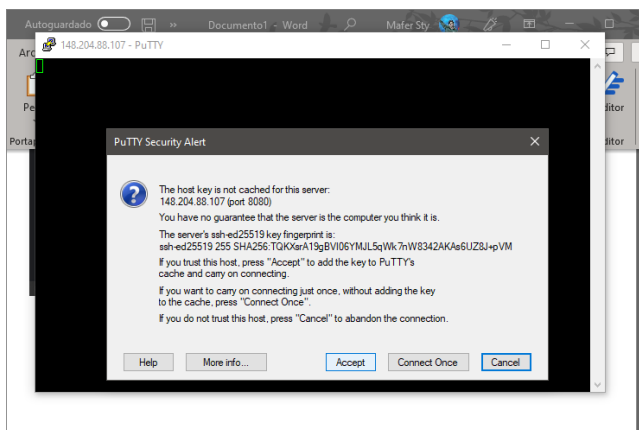 Autoguardado
Documento1 - Word
Mafer Sty
148.204.88.107 - PuTTY
PuTTY Security Alert
The host key is not cached for this server:
148.204.88.107 (port 8080)
You have no guarantee that the server is the computer you think it is.
The server's ssh-ed25519 key fingerprint is:
ssh-ed25519 255 SHA256:TQKXsrA19gBVI06YMJL5qWk7nW8342AKAs6UZ8J+pVM
If you trust this host, press "Accept" to add the key to PuTTY's
cache and carry on connecting.
If you want to carry on connecting just once, without adding the key
to the cache, press "Connect Once".
If you do not trust this host, press "Cancel" to abandon the connection.
Help More info... Accept Connect Once Cancel